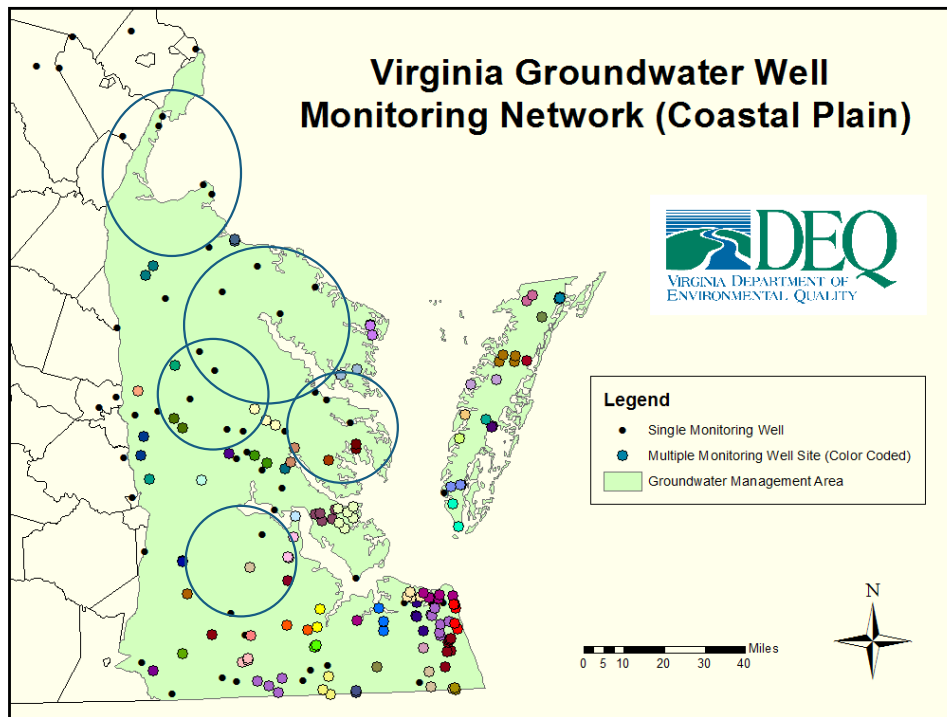 Virginia Groundwater Well
Monitoring Network (Coastal Plain)
DEQ
VIRGINIA DEPARTMENT OF
ENVIRONMENTAL QUALITY
Legend
Single Monitoring Well
Multiple Monitoring Well Site (Color Coded)
Groundwater Management Area
N
Miles
0 5 10 20 30 40